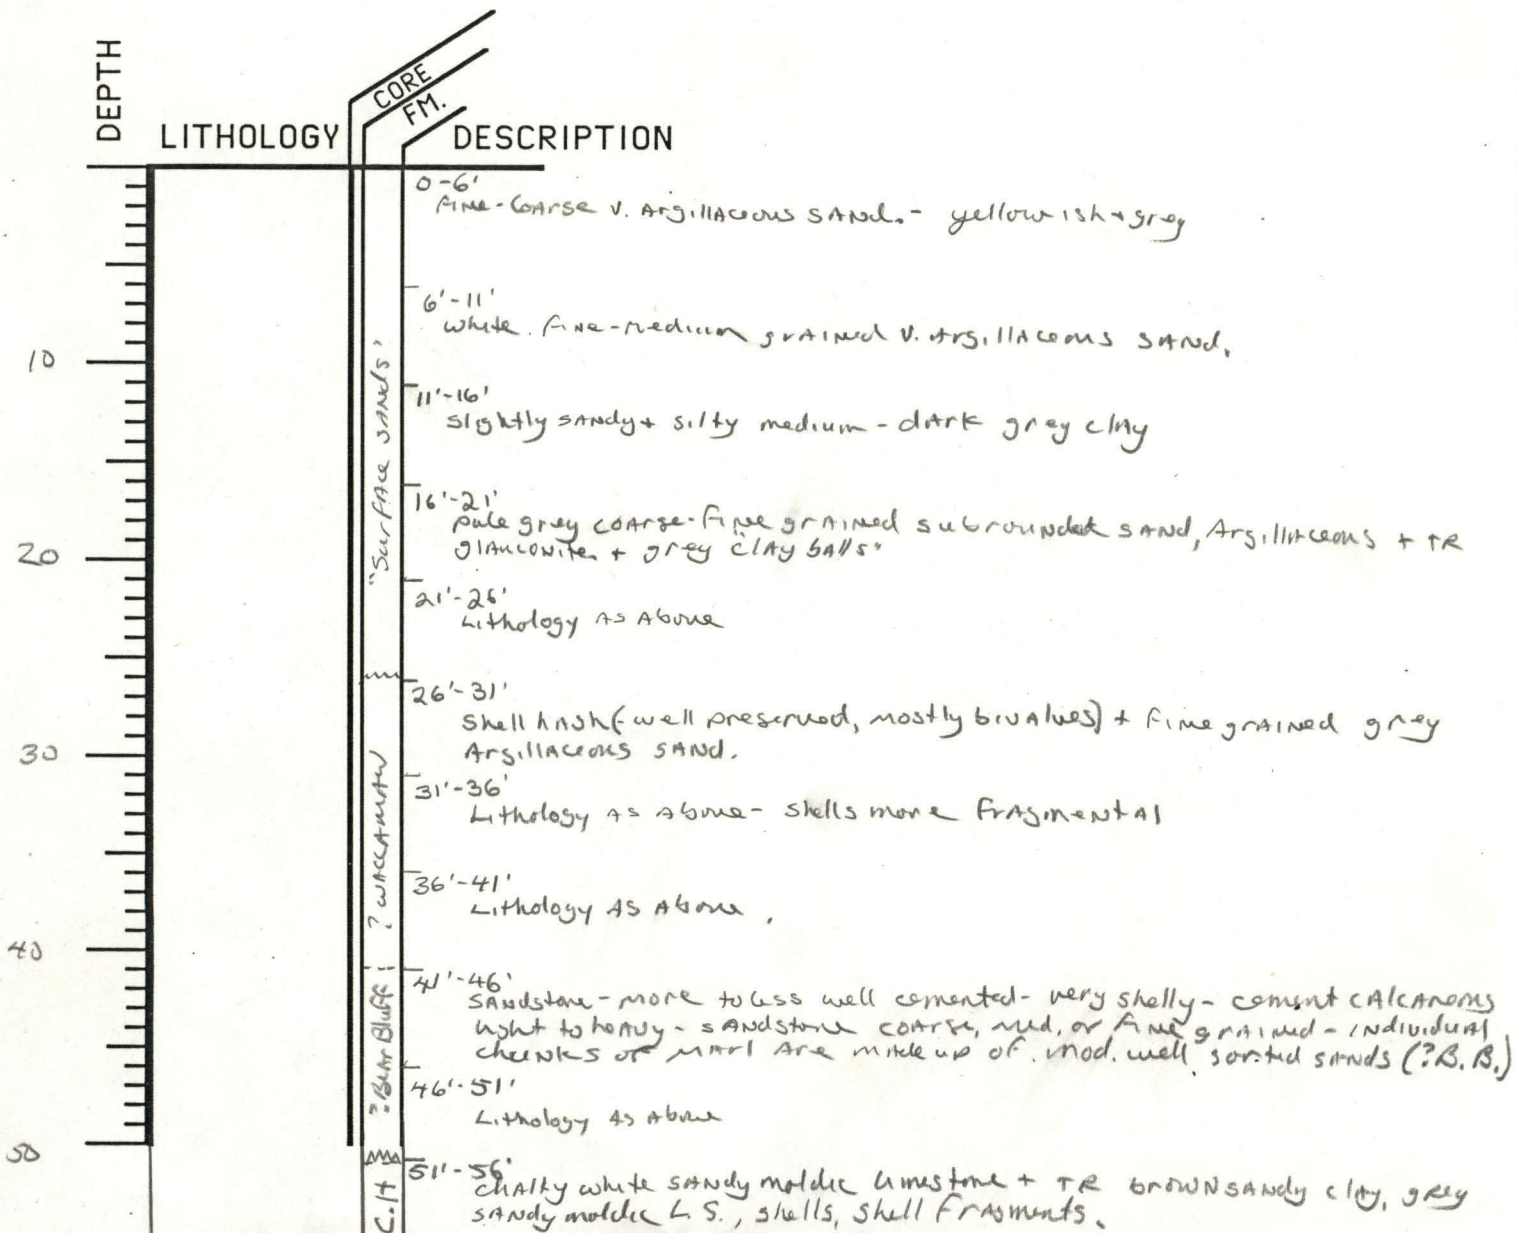 DEPTH
LITHOLOGY
CORE
FM.
DESCRIPTION
0-6'
Fine-Coarse v. Argillaceous sand. - yellowish + grey
6'-11'
white. fine-medium grained v. Argillaceous sand.
10
11'-16'
slightly sandy + silty medium - dark grey clay
"Surface sands"
16'-21'
pale grey coarse-fine grained subrounded sand, Argillaceous + TR
glauconite. + grey "clay balls"
20
21'-26'
Lithology As Above
26'-31'
Shell hash (-well preserved, mostly bivalves) + fine grained grey
Argillaceous sand.
30
31'-36'
Lithology as above - shells more fragmental
? Waccamaw
36'-41'
Lithology As Above.
40
41'-46'
Sandstone - more to less well cemented - very shelly - cement calcareous
light to heavy - sandstone coarse, med, or fine grained - individual
chunks of marl are made up of. mod. well sorted sands (?B.B.)
? Bear Bluff
46'-51'
Lithology As Above
50
51'-56'
chalky white sandy moldic limestone + TR brown sandy clay, grey
sandy moldic L.S., shells, shell fragments.
C.H